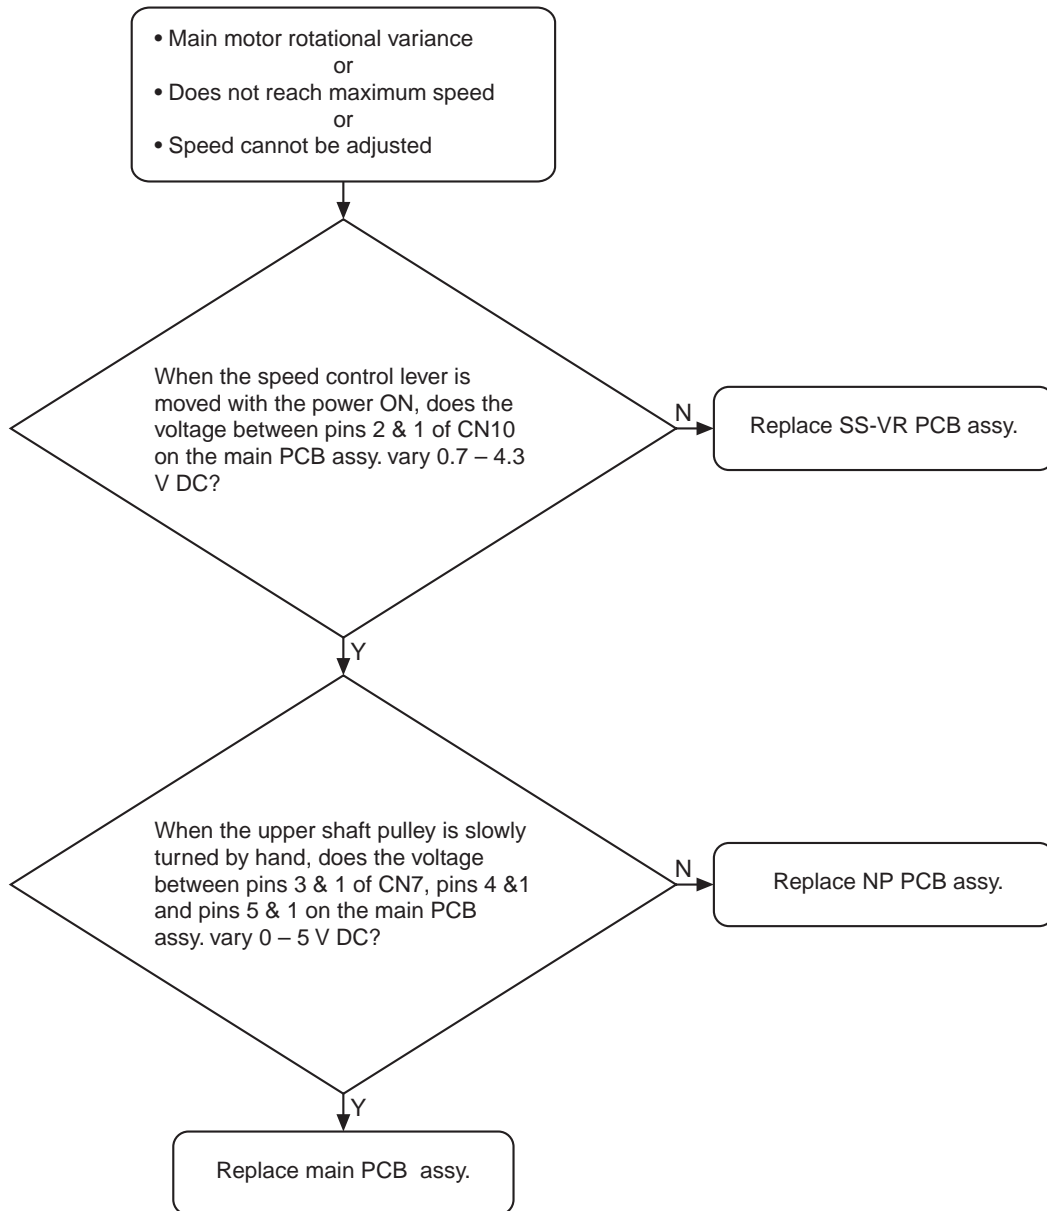 • Main motor rotational variance
or
• Does not reach maximum speed
or
• Speed cannot be adjusted
When the speed control lever is
moved with the power ON, does the
voltage between pins 2 & 1 of CN10
on the main PCB assy. vary 0.7 – 4.3
V DC?
N
Replace SS-VR PCB assy.
Y
When the upper shaft pulley is slowly
turned by hand, does the voltage
between pins 3 & 1 of CN7, pins 4 &1
and pins 5 & 1 on the main PCB
assy. vary 0 – 5 V DC?
N
Replace NP PCB assy.
Y
Replace main PCB  assy.